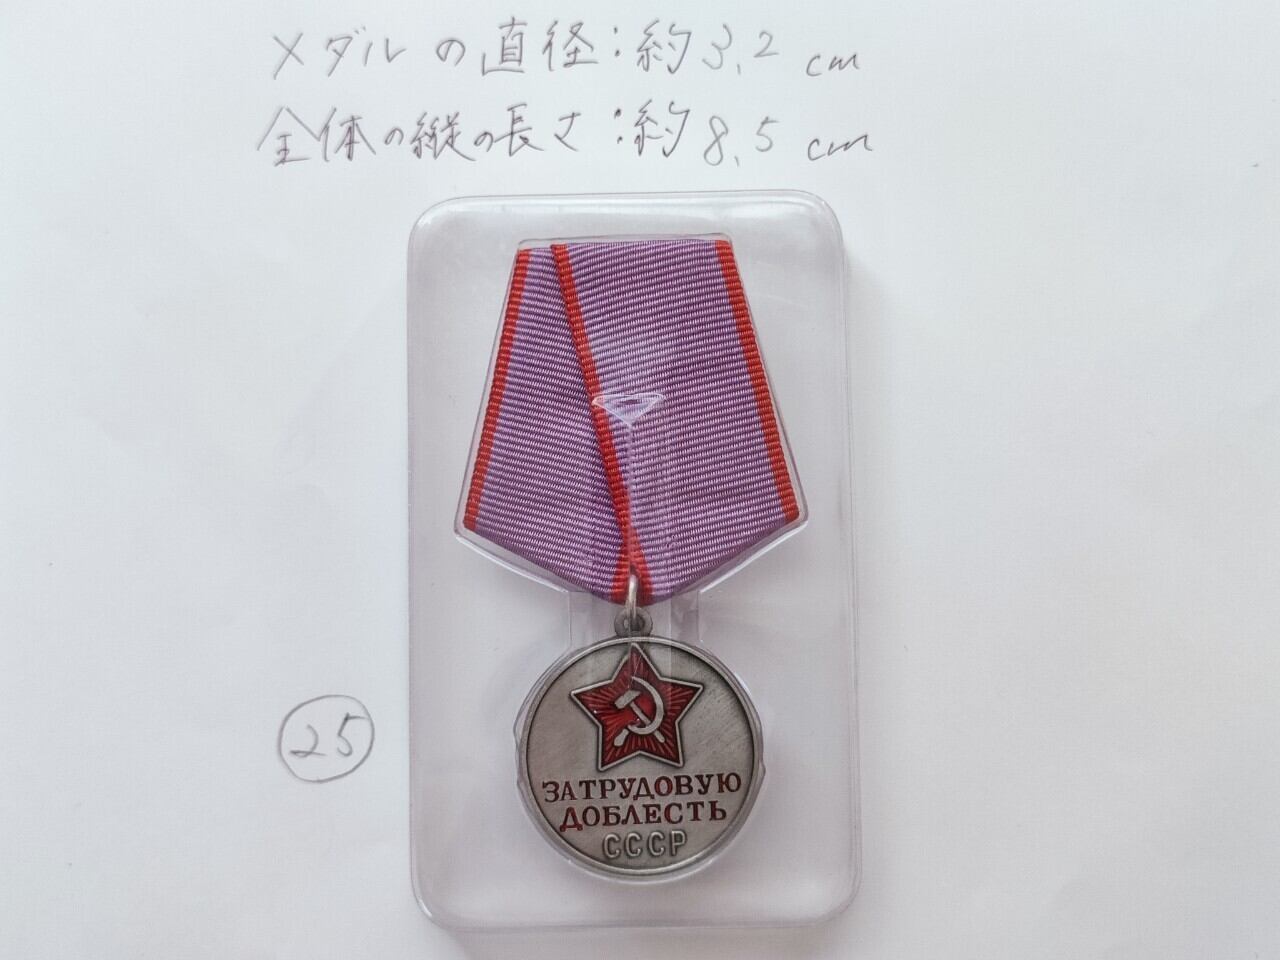 メダルの直径:約3.2 cm
全体の縦の長さ:約8.5 cm
25
ЗА ТРУДОВУЮ
ДОБЛЕСТЬ
СССР